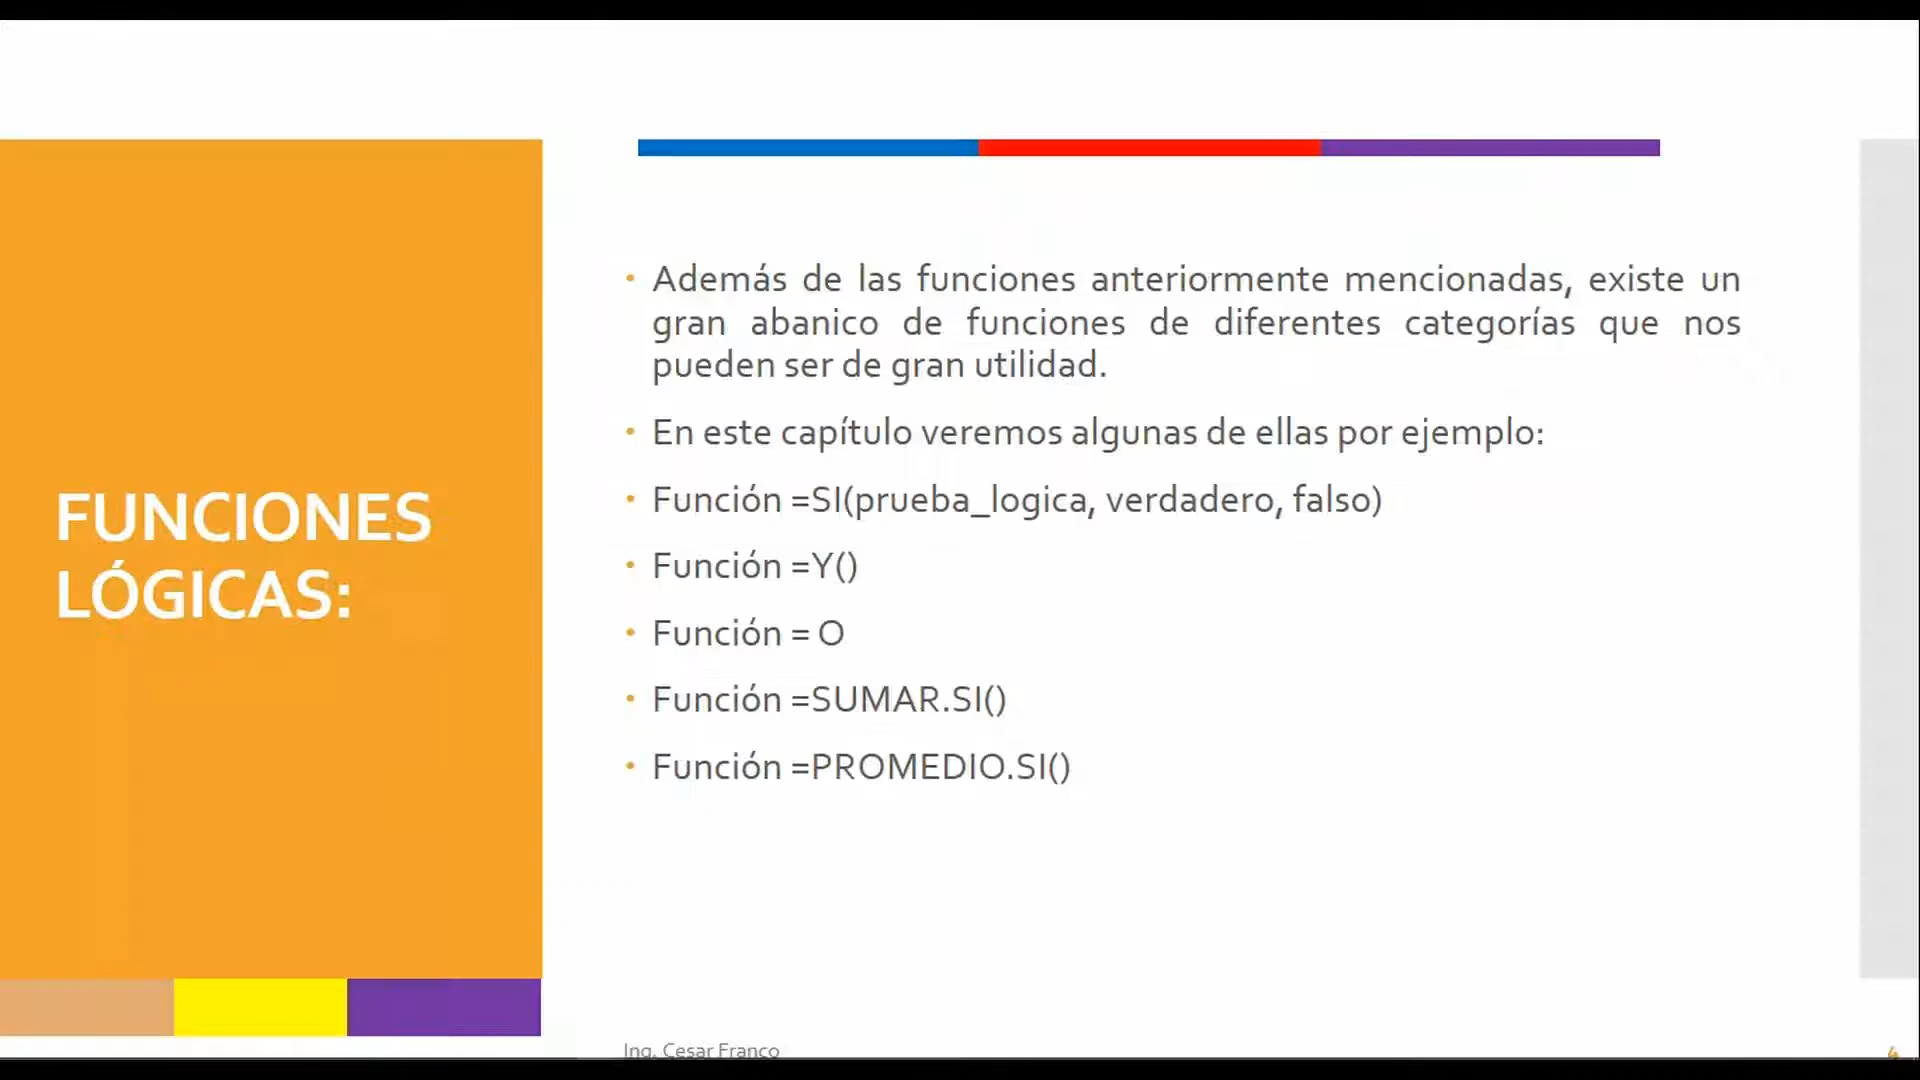 FUNCIONES
LÓGICAS:
• Además de las funciones anteriormente mencionadas, existe un
gran abanico de funciones de diferentes categorías que nos
pueden ser de gran utilidad.
• En este capítulo veremos algunas de ellas por ejemplo:
• Función =SI(prueba_logica, verdadero, falso)
• Función =Y()
• Función = O
• Función =SUMAR.SI()
• Función =PROMEDIO.SI()
Ing. Cesar Franco
4